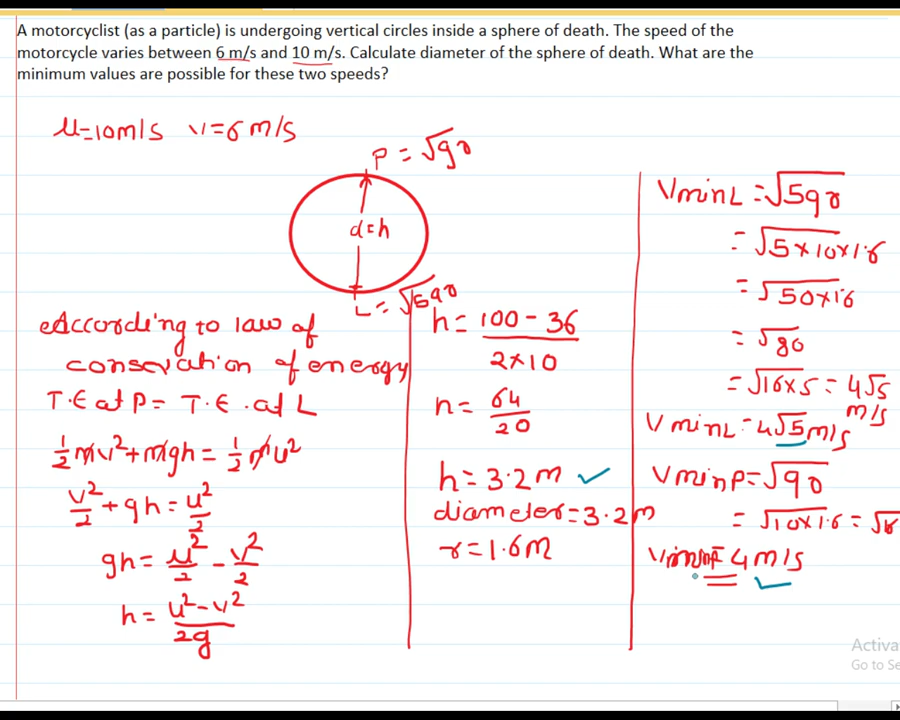 A motorcyclist (as a particle) is undergoing vertical circles inside a sphere of death. The speed of the
motorcycle varies between 6 m/s and 10 m/s. Calculate diameter of the sphere of death. What are the
minimum values are possible for these two speeds?
u=10m/s v=6m/s
P = √gr
d=h
L = √5gr
According to law of
conservation of energy
T.E at P = T.E. at L
½mv²+mgh = ½mu²
v²/2 + gh = u²/2
gh = u²/2 - v²/2
h = u²-v²/2g
h = 100-36/2×10
h = 64/20
h = 3.2m ✓
diameter = 3.2m
r = 1.6m
VminL = √5gr
= √5×10×1.6
= √50×1.6
= √80
= √16×5 = 4√5
m/s
VminL = 4√5m/s
VminP = √gr
= √10×1.6 = √16
VminP = 4m/s ✓
Activa
Go to Se